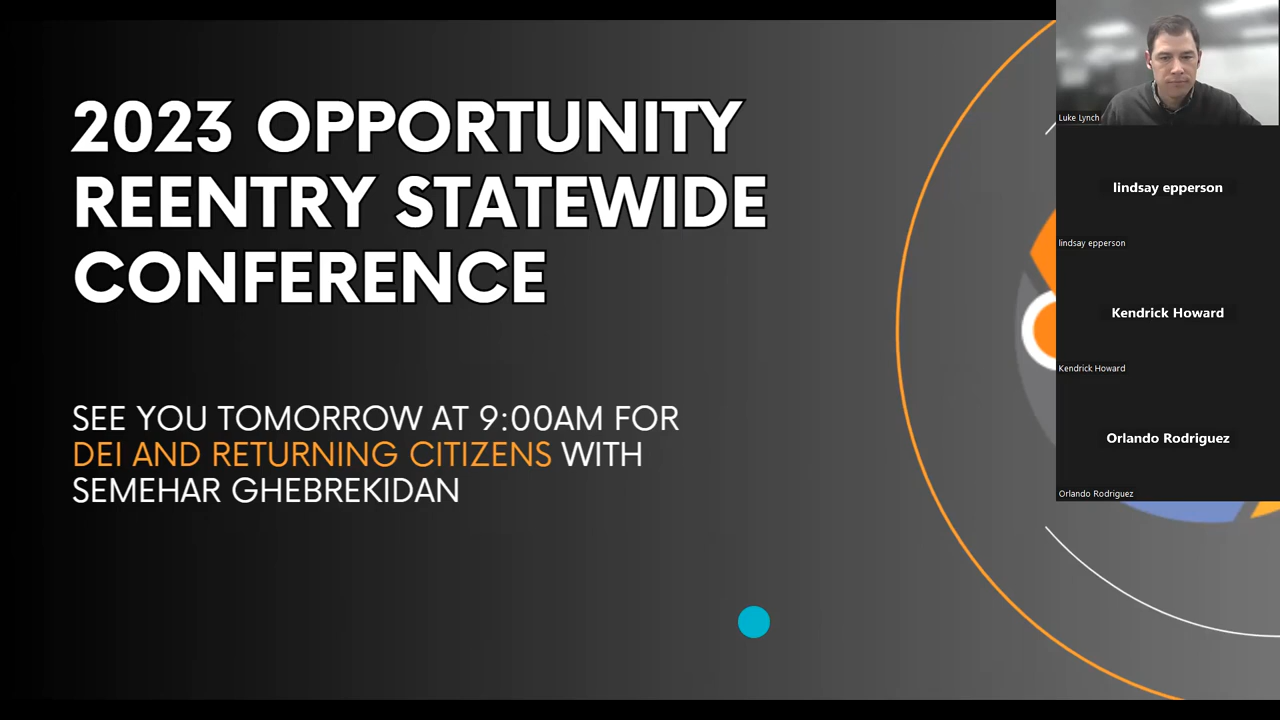 2023 OPPORTUNITY
REENTRY STATEWIDE
CONFERENCE
SEE YOU TOMORROW AT 9:00AM FOR
DEI AND RETURNING CITIZENS WITH
SEMEHAR GHEBREKIDAN
Luke Lynch
lindsay epperson
lindsay epperson
Kendrick Howard
Kendrick Howard
Orlando Rodriguez
Orlando Rodriguez